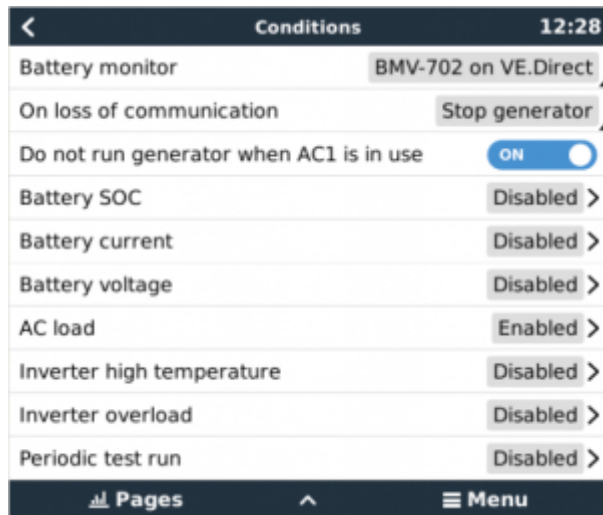 Conditions 12:28
Battery monitor BMV-702 on VE.Direct
On loss of communication Stop generator
Do not run generator when AC1 is in use ON
Battery SOC Disabled
Battery current Disabled
Battery voltage Disabled
AC load Enabled
Inverter high temperature Disabled
Inverter overload Disabled
Periodic test run Disabled
Pages Menu